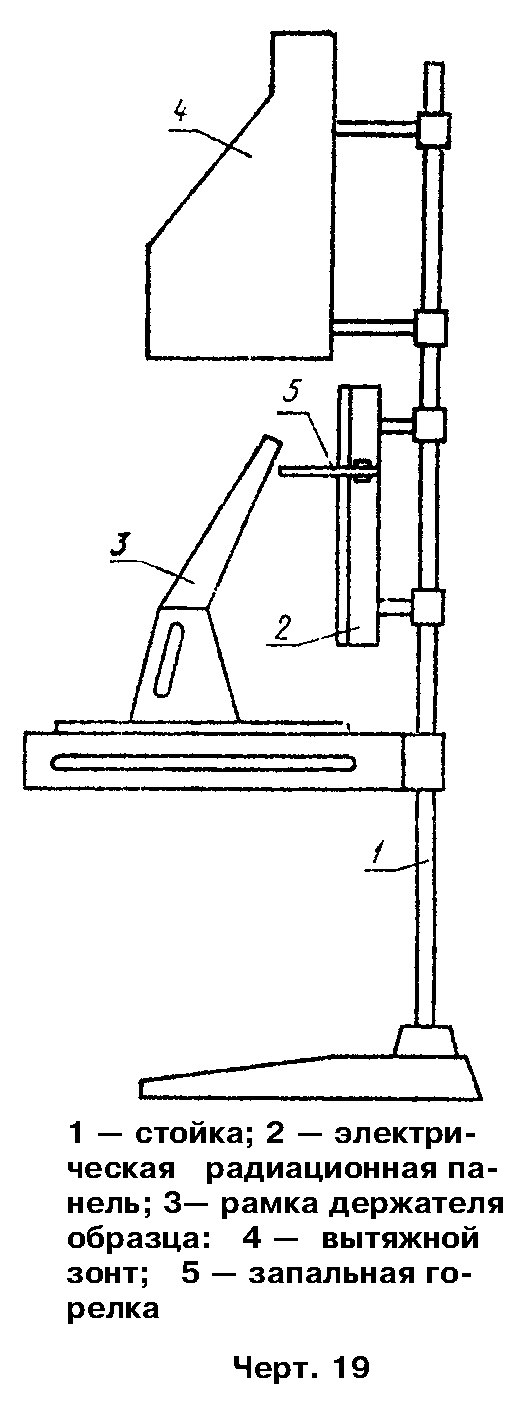 4
5
3
2
1
1 — стойка; 2 — электри-
ческая радиационная па-
нель; 3— рамка держателя
образца: 4 — вытяжной
зонт; 5 — запальная го-
релка
Черт. 19